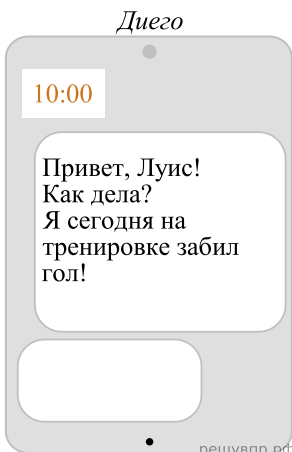 Диего
10:00
Привет, Луис!
Как дела?
Я сегодня на
тренировке забил
гол!
решувпр.рф